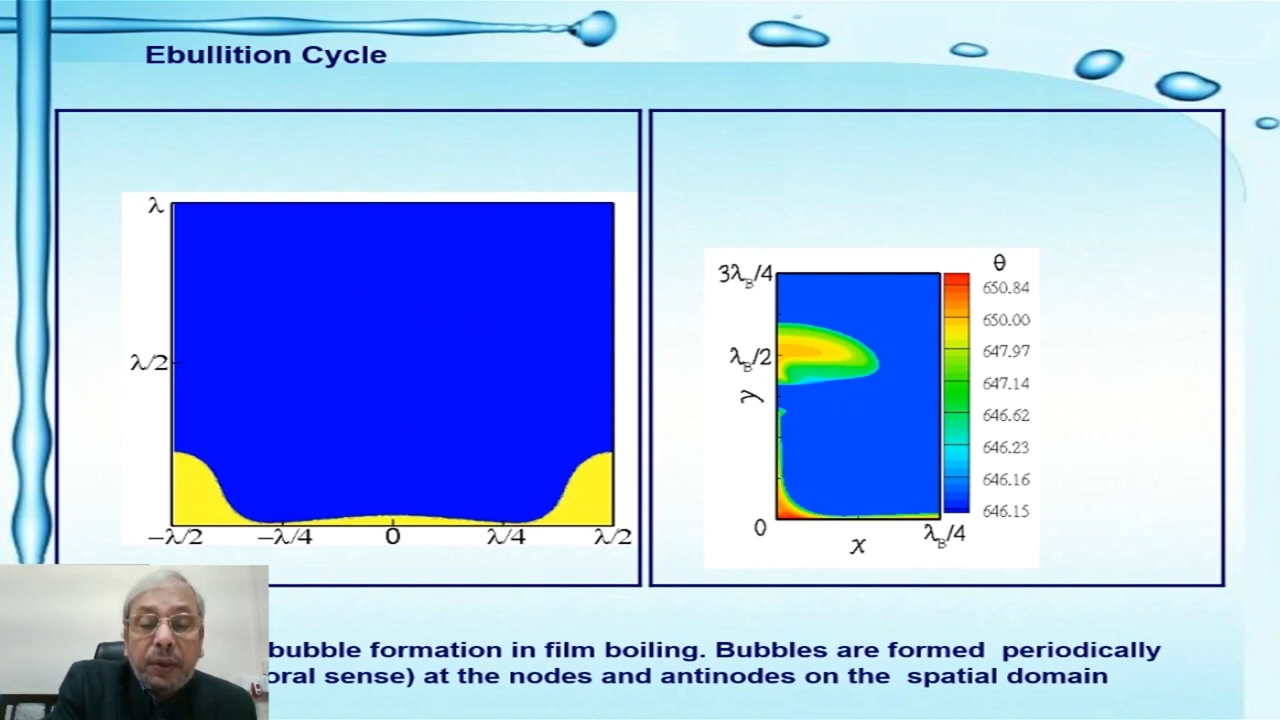 Ebullition Cycle
λ
λ/2
−λ/2 −λ/4 0 λ/4 λ/2
θ
3λB/4
λB/2
y
0
x
λB/4
650.84
650.00
647.97
647.14
646.62
646.23
646.16
646.15
bubble formation in film boiling. Bubbles are formed periodically
oral sense) at the nodes and antinodes on the spatial domain